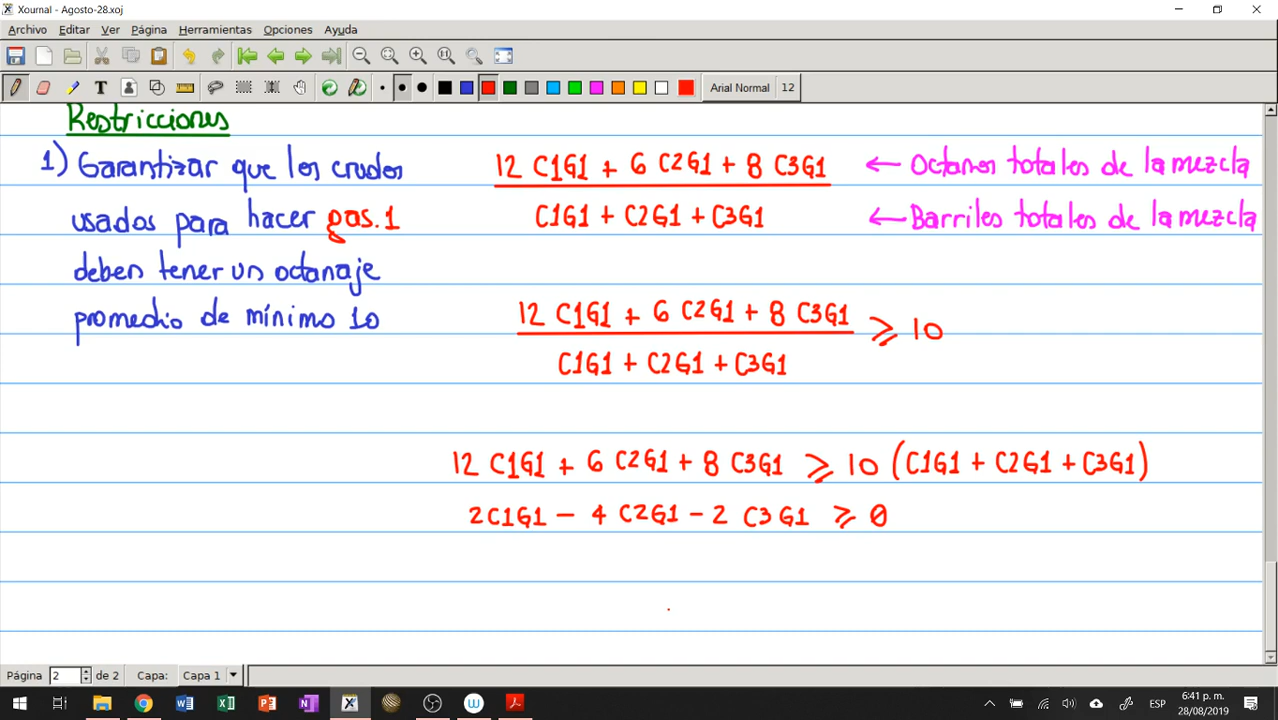 Xournal - Agosto-28.xoj
Archivo Editar Ver Página Herramientas Opciones Ayuda
Arial Normal 12
Restricciones
1) Garantizar que los crudos
usados para hacer gas.1
deben tener un octanaje
promedio de mínimo 10
12 C1G1 + 6 C2G1 + 8 C3G1 ← Octanos totales de la mezcla
C1G1 + C2G1 + C3G1 ← Barriles totales de la mezcla
12 C1G1 + 6 C2G1 + 8 C3G1
C1G1 + C2G1 + C3G1
≥ 10
12 C1G1 + 6 C2G1 + 8 C3G1 ≥ 10 (C1G1 + C2G1 + C3G1)
2C1G1 - 4 C2G1 - 2 C3G1 ≥ 0
Página 2 de 2 Capa: Capa 1
ESP
6:41 p. m.
28/08/2019